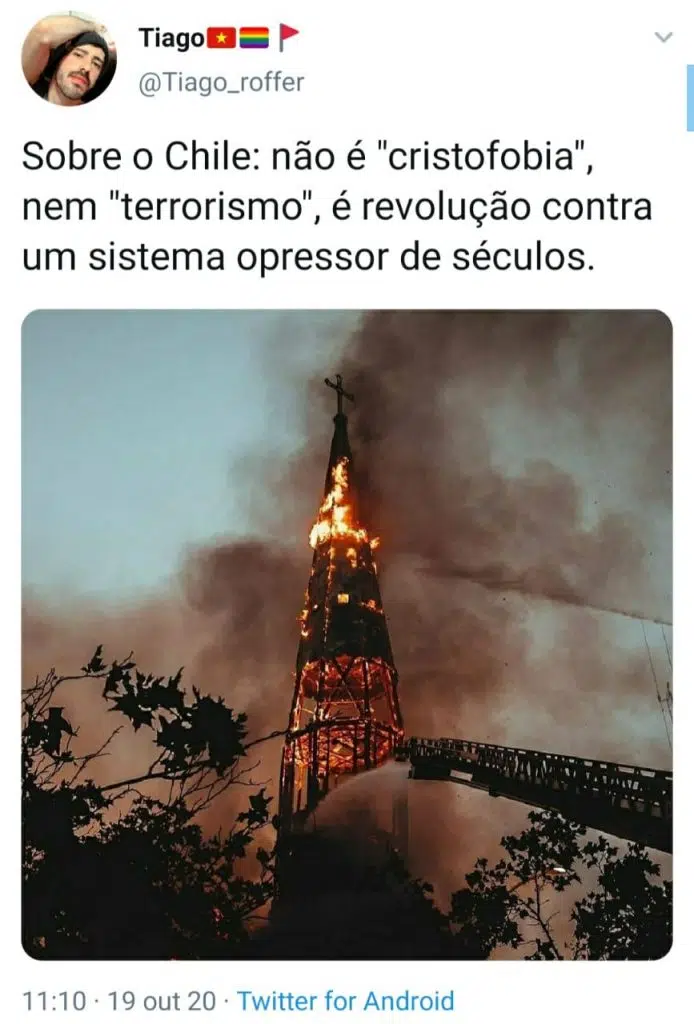 Tiago🇻🇳🏳️‍🌈🚩
@Tiago_roffer
Sobre o Chile: não é "cristofobia",
nem "terrorismo", é revolução contra
um sistema opressor de séculos.
11:10 · 19 out 20 · Twitter for Android